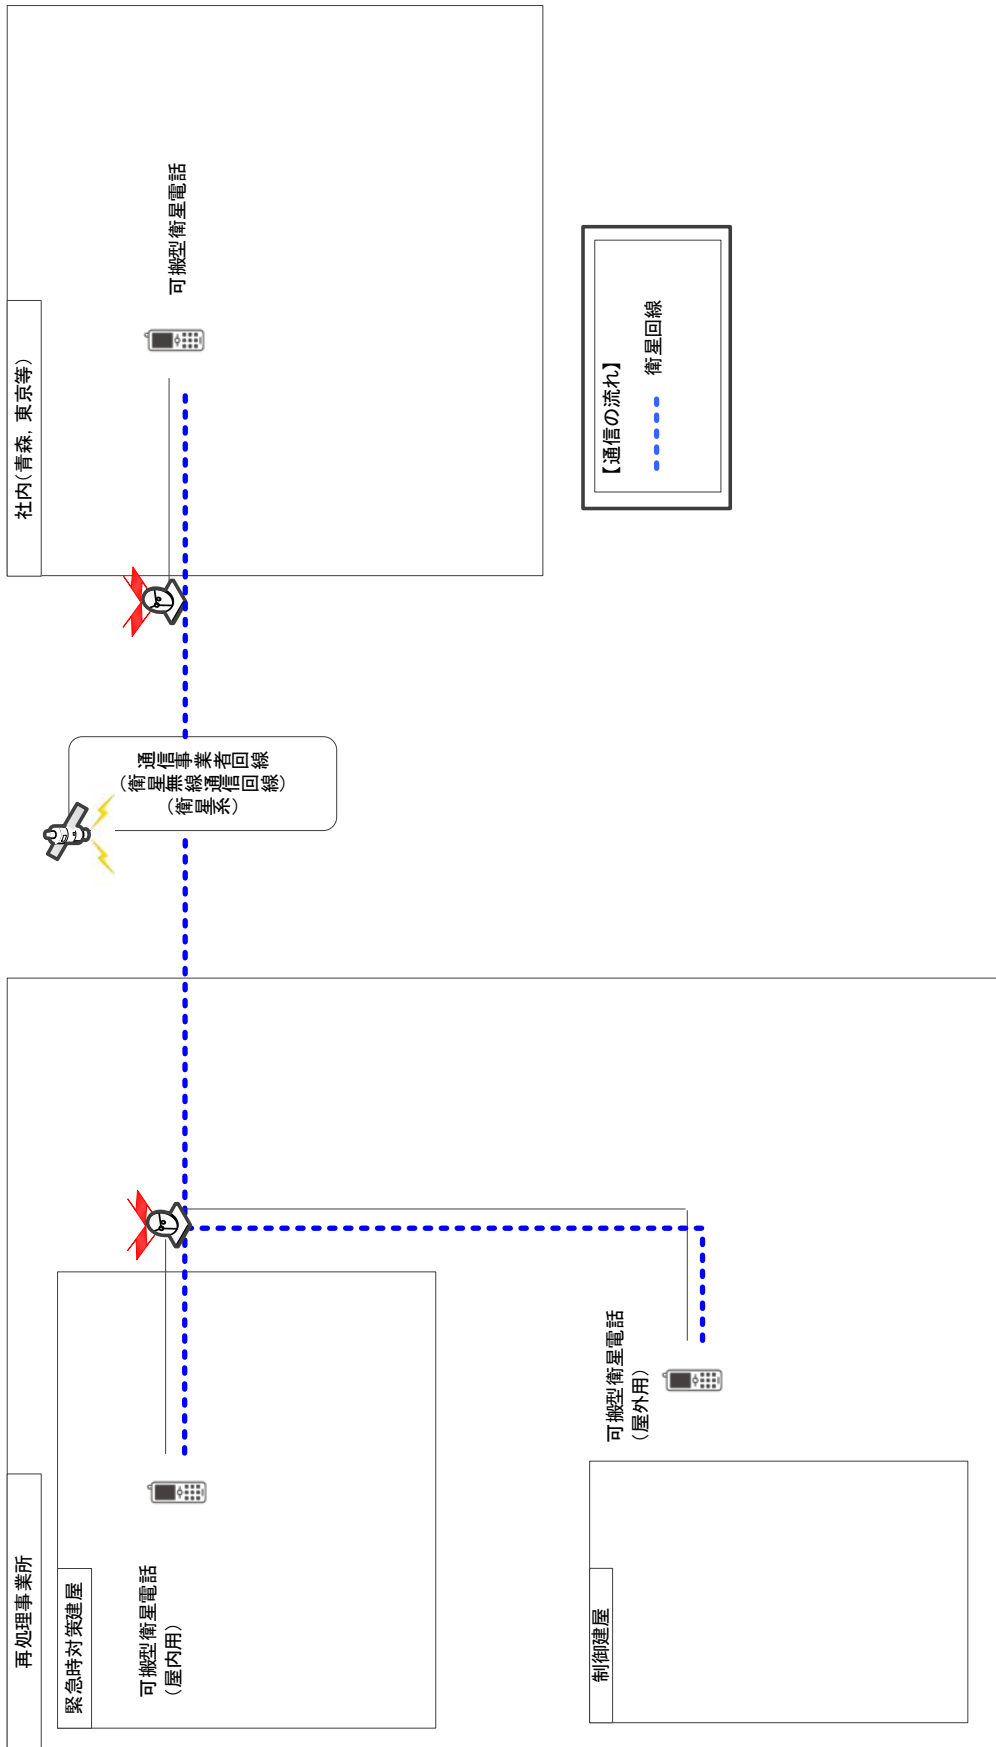 再処理事業所
緊急時対策建屋
可搬型衛星電話
（屋内用）
制御建屋
可搬型衛星電話
（屋外用）
通信事業者回線
（衛星無線通信回線）
（衛星系）
社内（青森，東京等）
可搬型衛星電話
【通信の流れ】
衛星回線